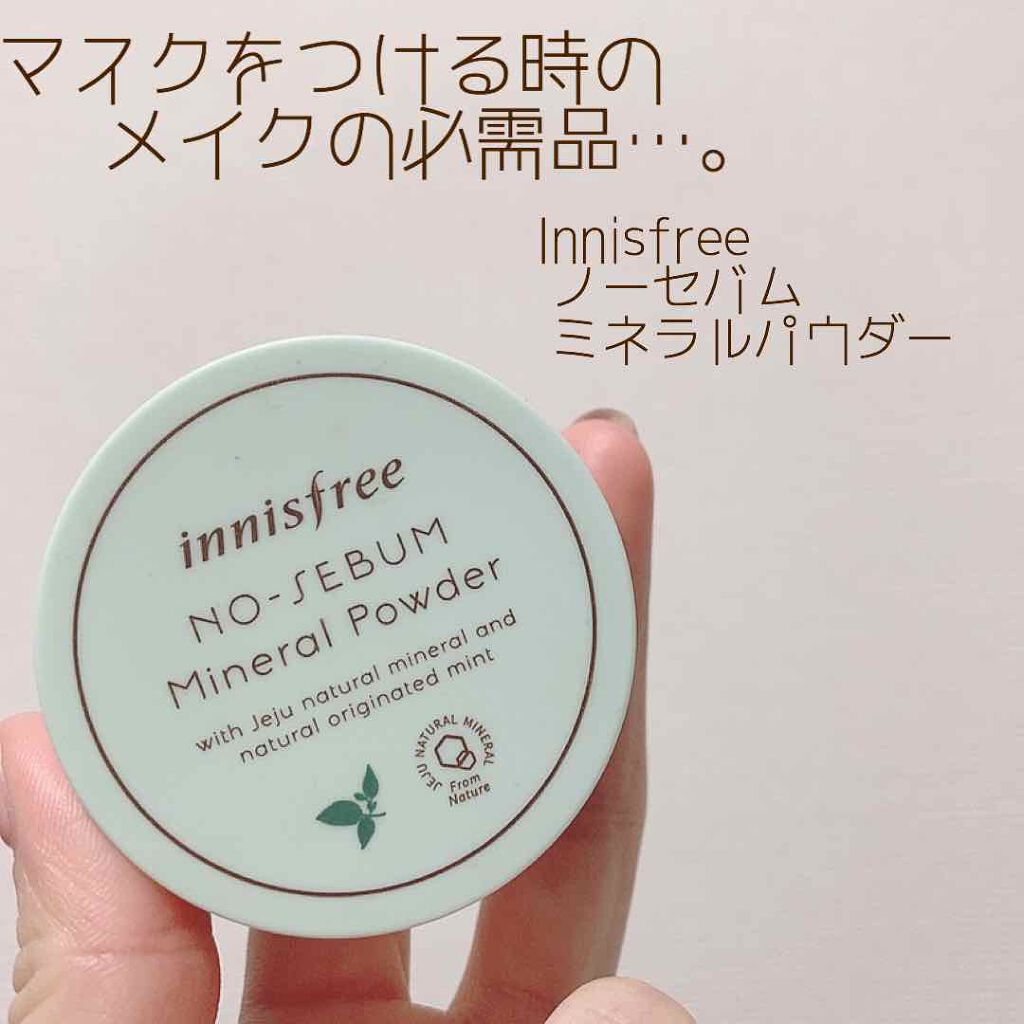 マスクをつける時の
メイクの必需品…。
Innisfree
ノーセバム
ミネラルパウダー
innisfree
NO-SEBUM
Mineral Powder
with Jeju natural mineral and
natural originated mint
JEJU NATURAL MINERAL
From
Nature